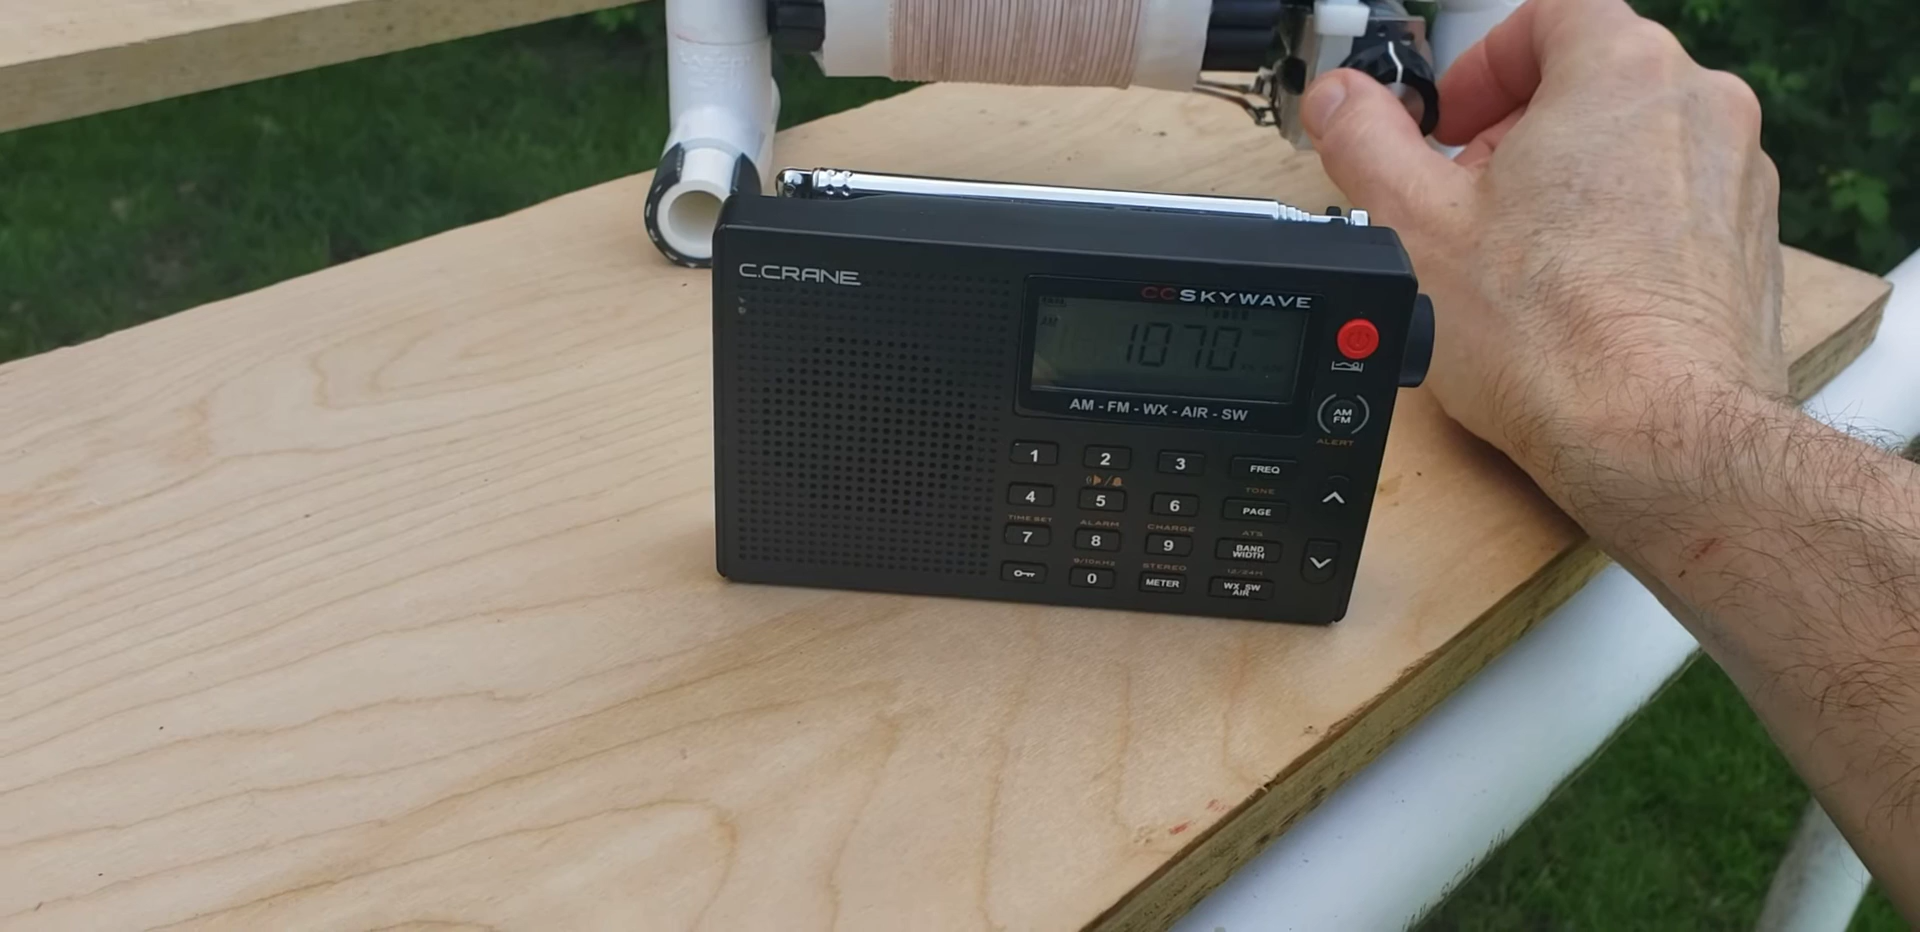 C.CRANE
CCSKYWAVE
AM
1070
AM - FM - WX - AIR - SW
AM
FM
ALERT
1 2 3 FREQ
TONE
4 5 6 PAGE
TIME SET ALARM CHARGE ATS
7 8 9 BAND
WIDTH
9/10KHZ STEREO 12/24H
0 METER WX SW
AIR